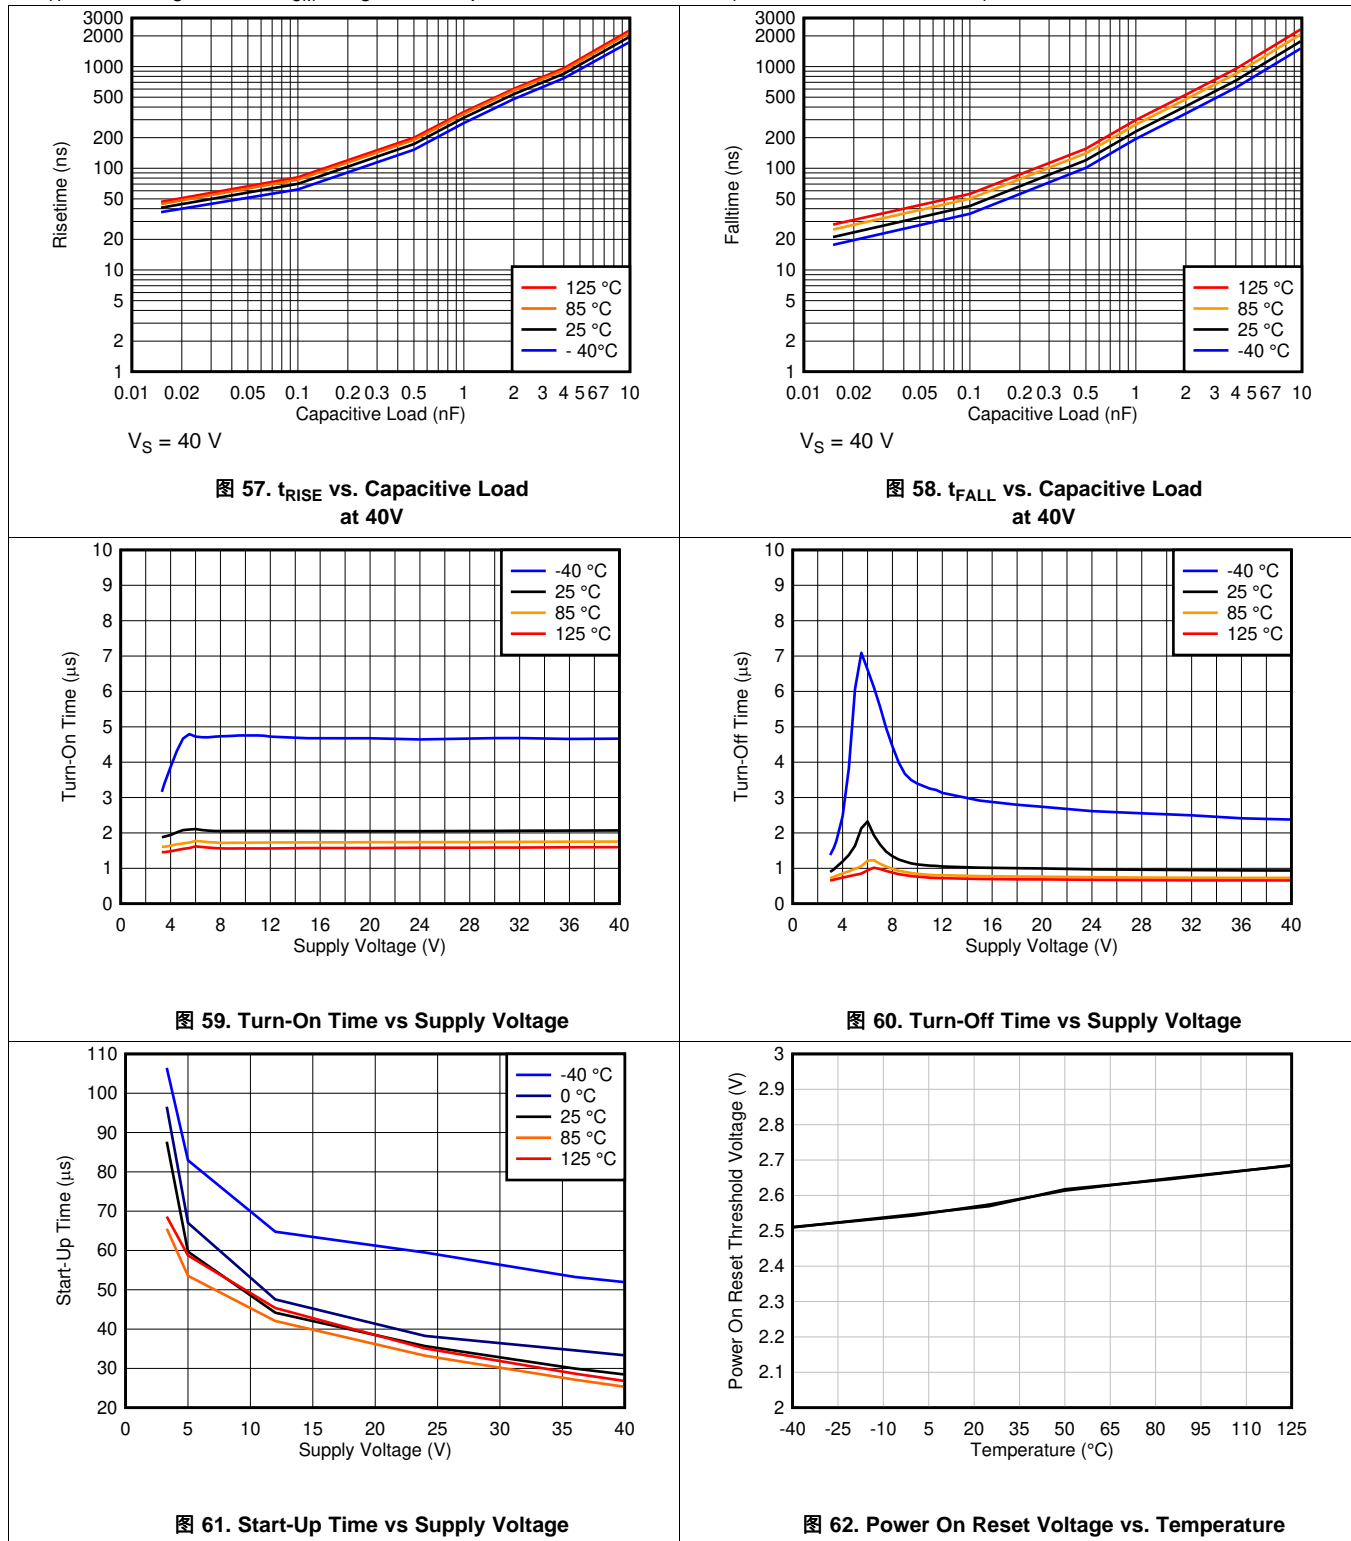 3000
2000
1000
500
200
100
50
20
10
5
2
1
Risetime (ns)
125 °C
85 °C
25 °C
- 40°C
0.01 0.02 0.05 0.1 0.2 0.3 0.5 1 2 3 4 5 6 7 10
Capacitive Load (nF)
VS = 40 V
图 57. tRISE vs. Capacitive Load
at 40V
3000
2000
1000
500
200
100
50
20
10
5
2
1
Falltime (ns)
125 °C
85 °C
25 °C
-40 °C
0.01 0.02 0.05 0.1 0.2 0.3 0.5 1 2 3 4 5 6 7 10
Capacitive Load (nF)
VS = 40 V
图 58. tFALL vs. Capacitive Load
at 40V
10
9
8
7
6
5
4
3
2
1
0
Turn-On Time (µs)
-40 °C
25 °C
85 °C
125 °C
0 4 8 12 16 20 24 28 32 36 40
Supply Voltage (V)
图 59. Turn-On Time vs Supply Voltage
10
9
8
7
6
5
4
3
2
1
0
Turn-Off Time (µs)
-40 °C
25 °C
85 °C
125 °C
0 4 8 12 16 20 24 28 32 36 40
Supply Voltage (V)
图 60. Turn-Off Time vs Supply Voltage
110
100
90
80
70
60
50
40
30
20
Start-Up Time (µs)
-40 °C
0 °C
25 °C
85 °C
125 °C
0 5 10 15 20 25 30 35 40
Supply Voltage (V)
图 61. Start-Up Time vs Supply Voltage
3
2.9
2.8
2.7
2.6
2.5
2.4
2.3
2.2
2.1
2
Power On Reset Threshold Voltage (V)
-40 -25 -10 5 20 35 50 65 80 95 110 125
Temperature (°C)
图 62. Power On Reset Voltage vs. Temperature